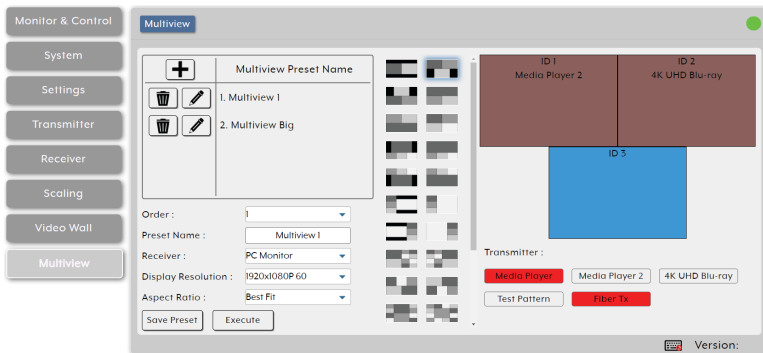 Monitor & Control
System
Settings
Transmitter
Receiver
Scaling
Video Wall
Multiview
Multiview
Multiview Preset Name
1. Multiview 1
2. Multiview Big
Order : 1
Preset Name : Multiview 1
Receiver : PC Monitor
Display Resolution : 1920x1080P 60
Aspect Ratio : Best Fit
Save Preset Execute
ID 1
Media Player 2
ID 2
4K UHD Blu-ray
ID 3
Transmitter :
Media Player Media Player 2 4K UHD Blu-ray
Test Pattern Fiber Tx
Version: